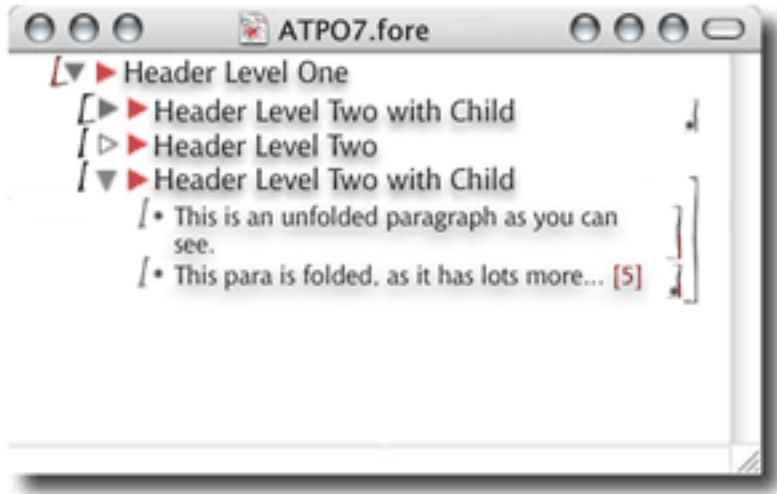 ATPO7.fore
Header Level One
Header Level Two with Child
Header Level Two
Header Level Two with Child
• This is an unfolded paragraph as you can
see.
• This para is folded, as it has lots more... [5]